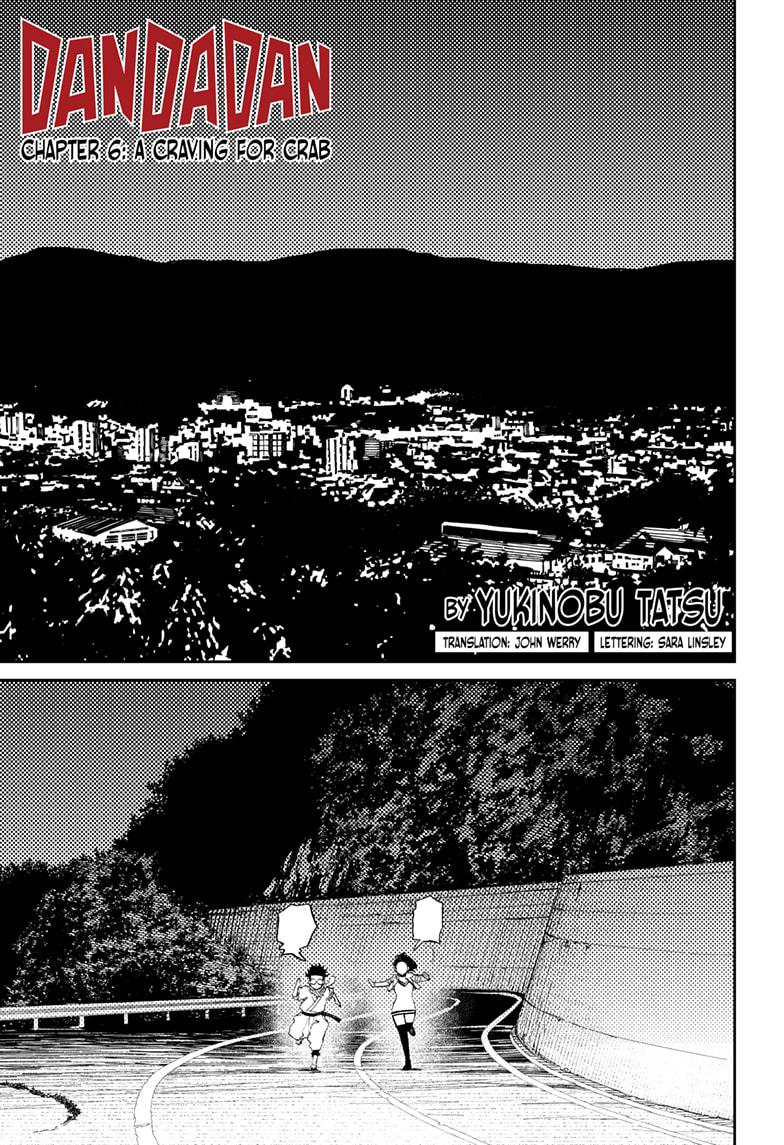 DANDADAN
CHAPTER 6: A CRAVING FOR CRAB
BY YUKINOBU TATSU
TRANSLATION: JOHN WERRY
LETTERING: SARA LINSLEY